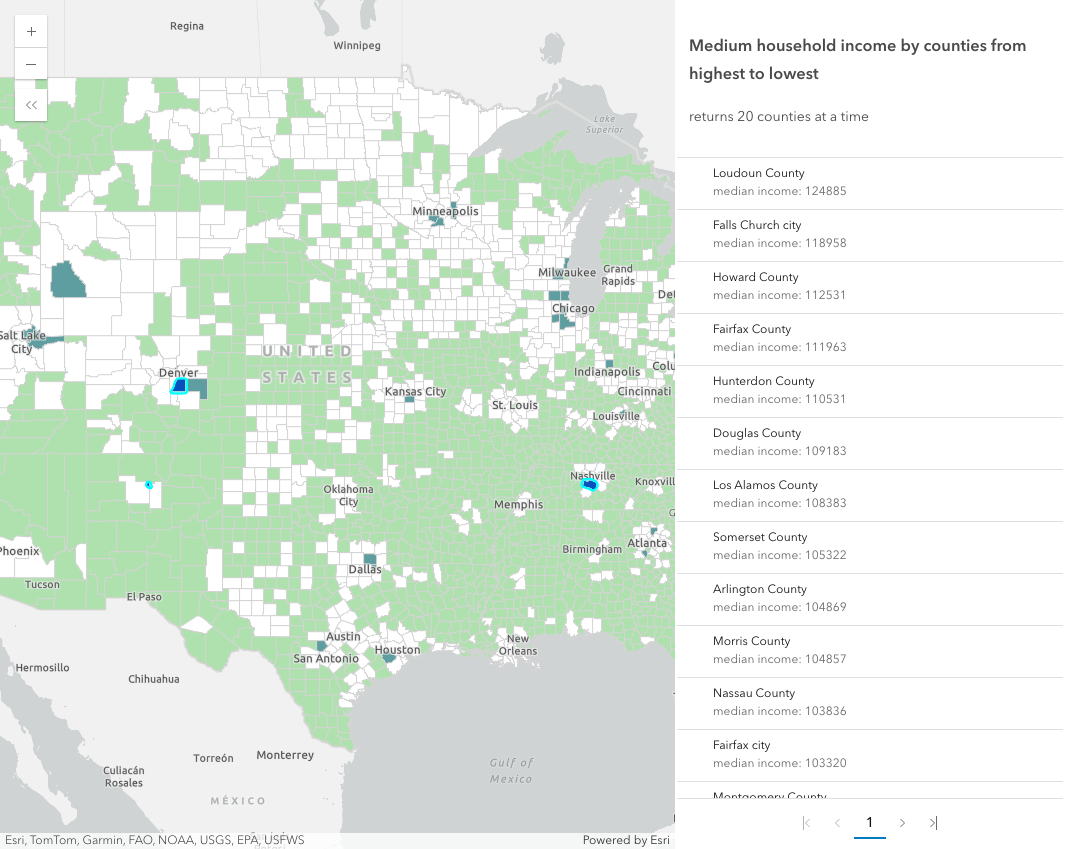 Regina
Winnipeg
Lake
Superior
Minneapolis
Milwaukee
Grand
Rapids
Chicago
Salt Lake
City
UNITED
STATES
Denver
Indianapolis
Kansas City
Cincinnati
St. Louis
Louisville
Nashville
Knoxvill
Oklahoma
City
Memphis
Atlanta
Birmingham
Phoenix
Dallas
Tucson
El Paso
Austin
New
Orleans
Houston
San Antonio
Hermosillo
Chihuahua
Torreón
Monterrey
Gulf of
Mexico
Culiacán
Rosales
MÉXICO
Esri, TomTom, Garmin, FAO, NOAA, USGS, EPA, USFWS
Powered by Esri
Medium household income by counties from
highest to lowest
returns 20 counties at a time
Loudoun County
median income: 124885
Falls Church city
median income: 118958
Howard County
median income: 112531
Fairfax County
median income: 111963
Hunterdon County
median income: 110531
Douglas County
median income: 109183
Los Alamos County
median income: 108383
Somerset County
median income: 105322
Arlington County
median income: 104869
Morris County
median income: 104857
Nassau County
median income: 103836
Fairfax city
median income: 103320
Montgomery County
1